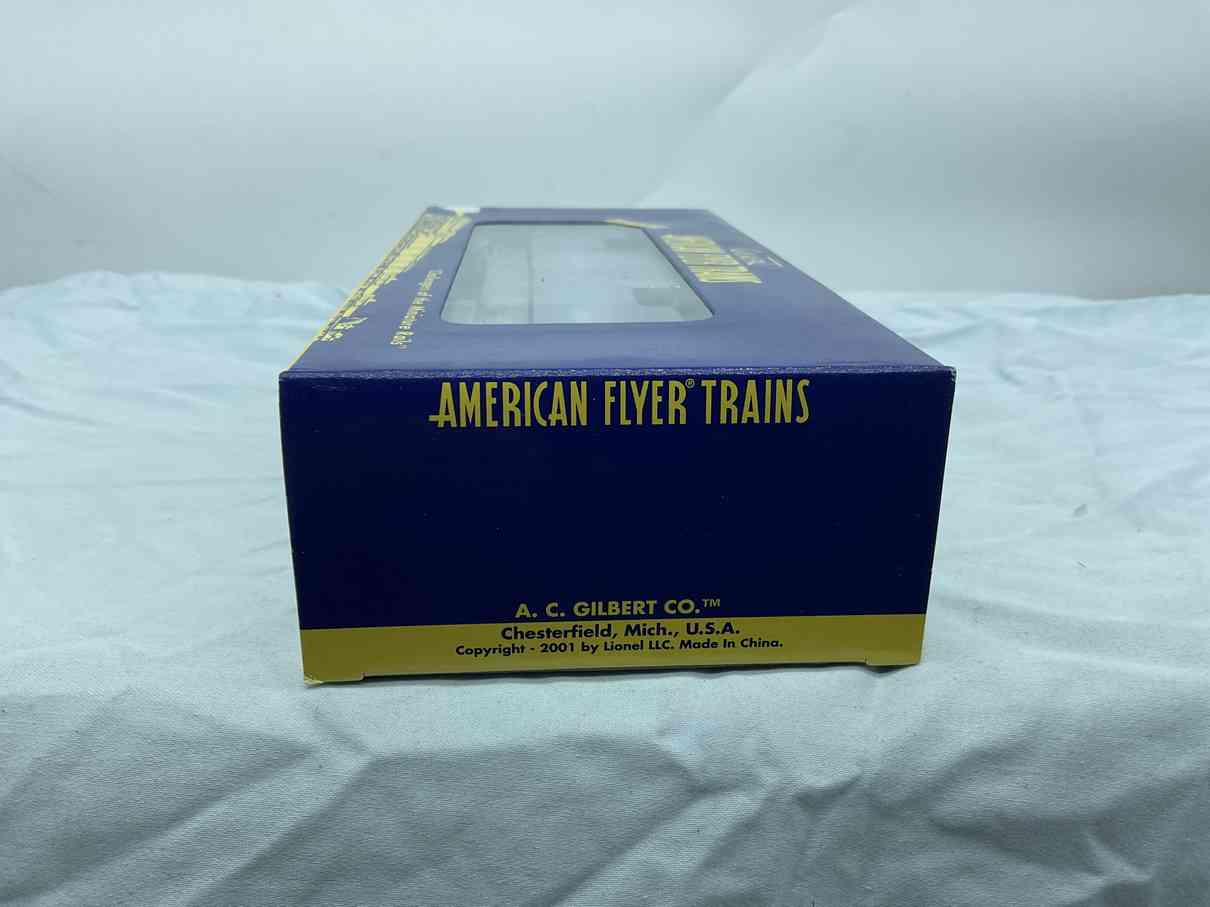 AMERICAN FLYER® TRAINS
A. C. GILBERT CO.™
Chesterfield, Mich., U.S.A.
Copyright - 2001 by Lionel LLC. Made In China.